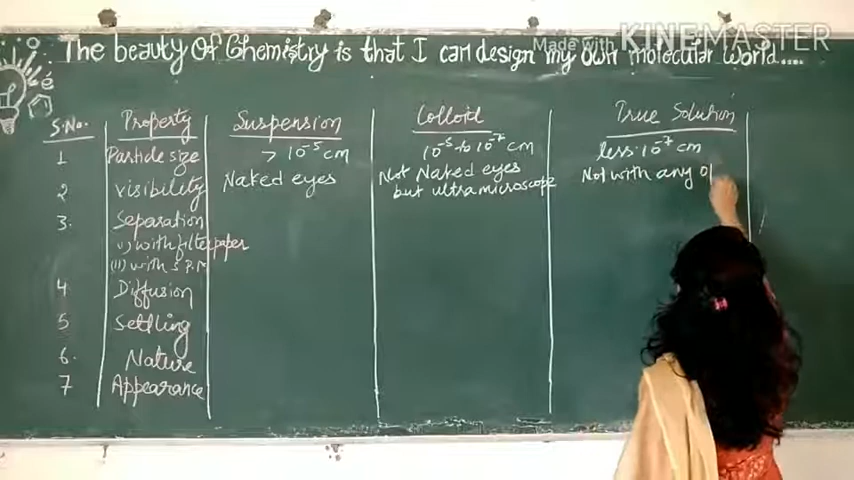 Made with KINEMASTER
The beauty Of Chemistry is that I can design my own molecular world....
S.No. Property Suspension Colloid True Solution
1 Particle size > 10⁻⁵ cm 10⁻⁵ to 10⁻⁷ cm less 10⁻⁷ cm
2 visibility Naked eyes Not Naked eyes but ultramicroscope Not with any
3. Separation
i) with filterpaper
(ii) with S.P.M
4 Diffusion
5 Settling
6. Nature
7 Appearance